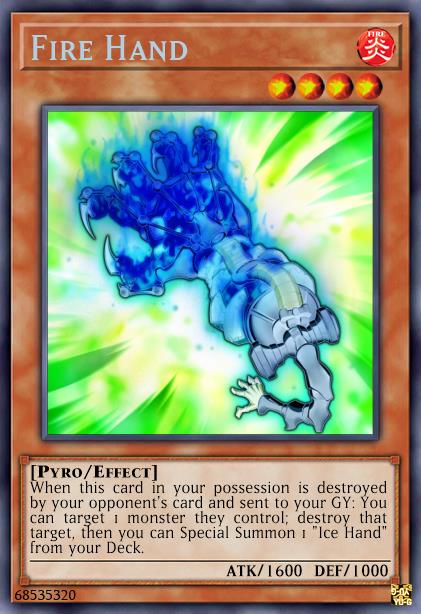 Fire Hand
FIRE
炎
[Pyro/Effect]
When this card in your possession is destroyed
by your opponent's card and sent to your GY: You
can target 1 monster they control; destroy that
target, then you can Special Summon 1 "Ice Hand"
from your Deck.
ATK/1600 DEF/1000
68535320